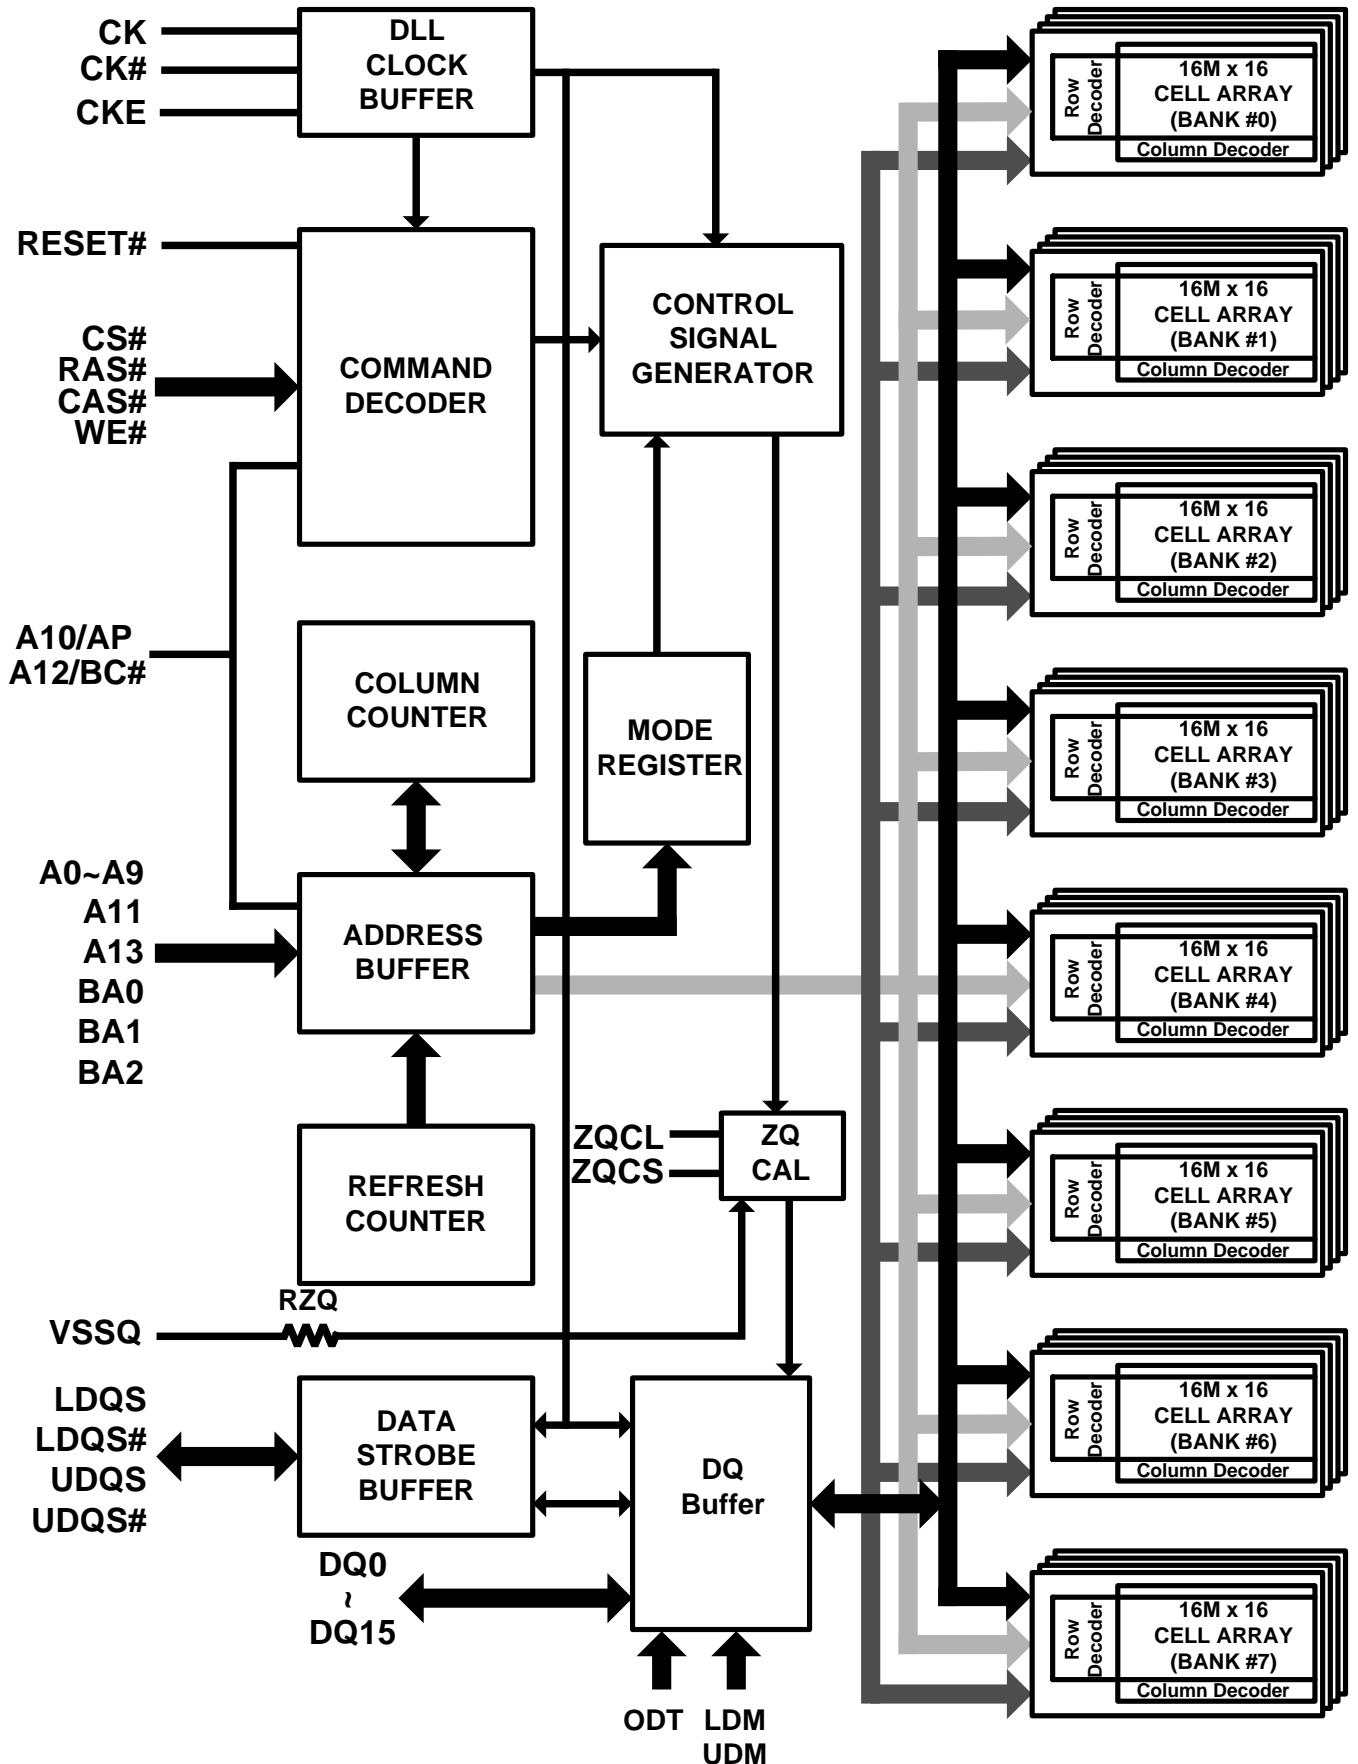 CK
CK#
CKE
DLL
CLOCK
BUFFER
RESET#
CS#
RAS#
CAS#
WE#
COMMAND
DECODER
CONTROL
SIGNAL
GENERATOR
A10/AP
A12/BC#
COLUMN
COUNTER
MODE
REGISTER
A0~A9
A11
A13
BA0
BA1
BA2
ADDRESS
BUFFER
REFRESH
COUNTER
ZQCL
ZQCS
ZQ
CAL
RZQ
VSSQ
LDQS
LDQS#
UDQS
UDQS#
DATA
STROBE
BUFFER
DQ
Buffer
DQ0
~
DQ15
ODT
LDM
UDM
Row
Decoder
16M x 16
CELL ARRAY
(BANK #0)
Column Decoder
Row
Decoder
16M x 16
CELL ARRAY
(BANK #1)
Column Decoder
Row
Decoder
16M x 16
CELL ARRAY
(BANK #2)
Column Decoder
Row
Decoder
16M x 16
CELL ARRAY
(BANK #3)
Column Decoder
Row
Decoder
16M x 16
CELL ARRAY
(BANK #4)
Column Decoder
Row
Decoder
16M x 16
CELL ARRAY
(BANK #5)
Column Decoder
Row
Decoder
16M x 16
CELL ARRAY
(BANK #6)
Column Decoder
Row
Decoder
16M x 16
CELL ARRAY
(BANK #7)
Column Decoder